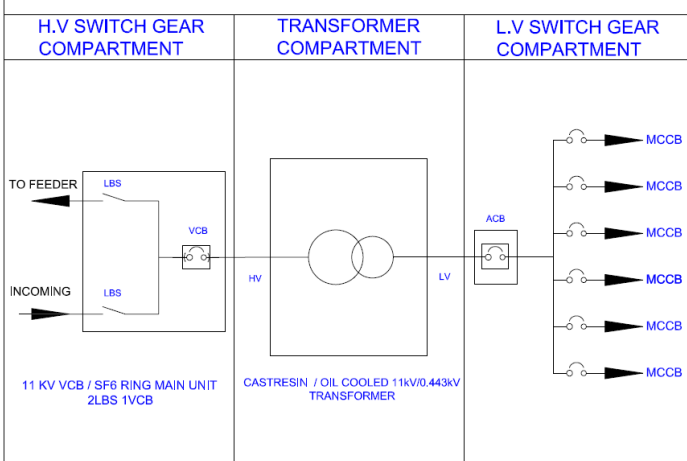 H.V SWITCH GEAR
COMPARTMENT
TRANSFORMER
COMPARTMENT
L.V SWITCH GEAR
COMPARTMENT
TO FEEDER
LBS
VCB
INCOMING
LBS
11 KV VCB / SF6 RING MAIN UNIT
2LBS 1VCB
HV
LV
CASTRESIN / OIL COOLED 11kV/0.443kV
TRANSFORMER
ACB
MCCB
MCCB
MCCB
MCCB
MCCB
MCCB